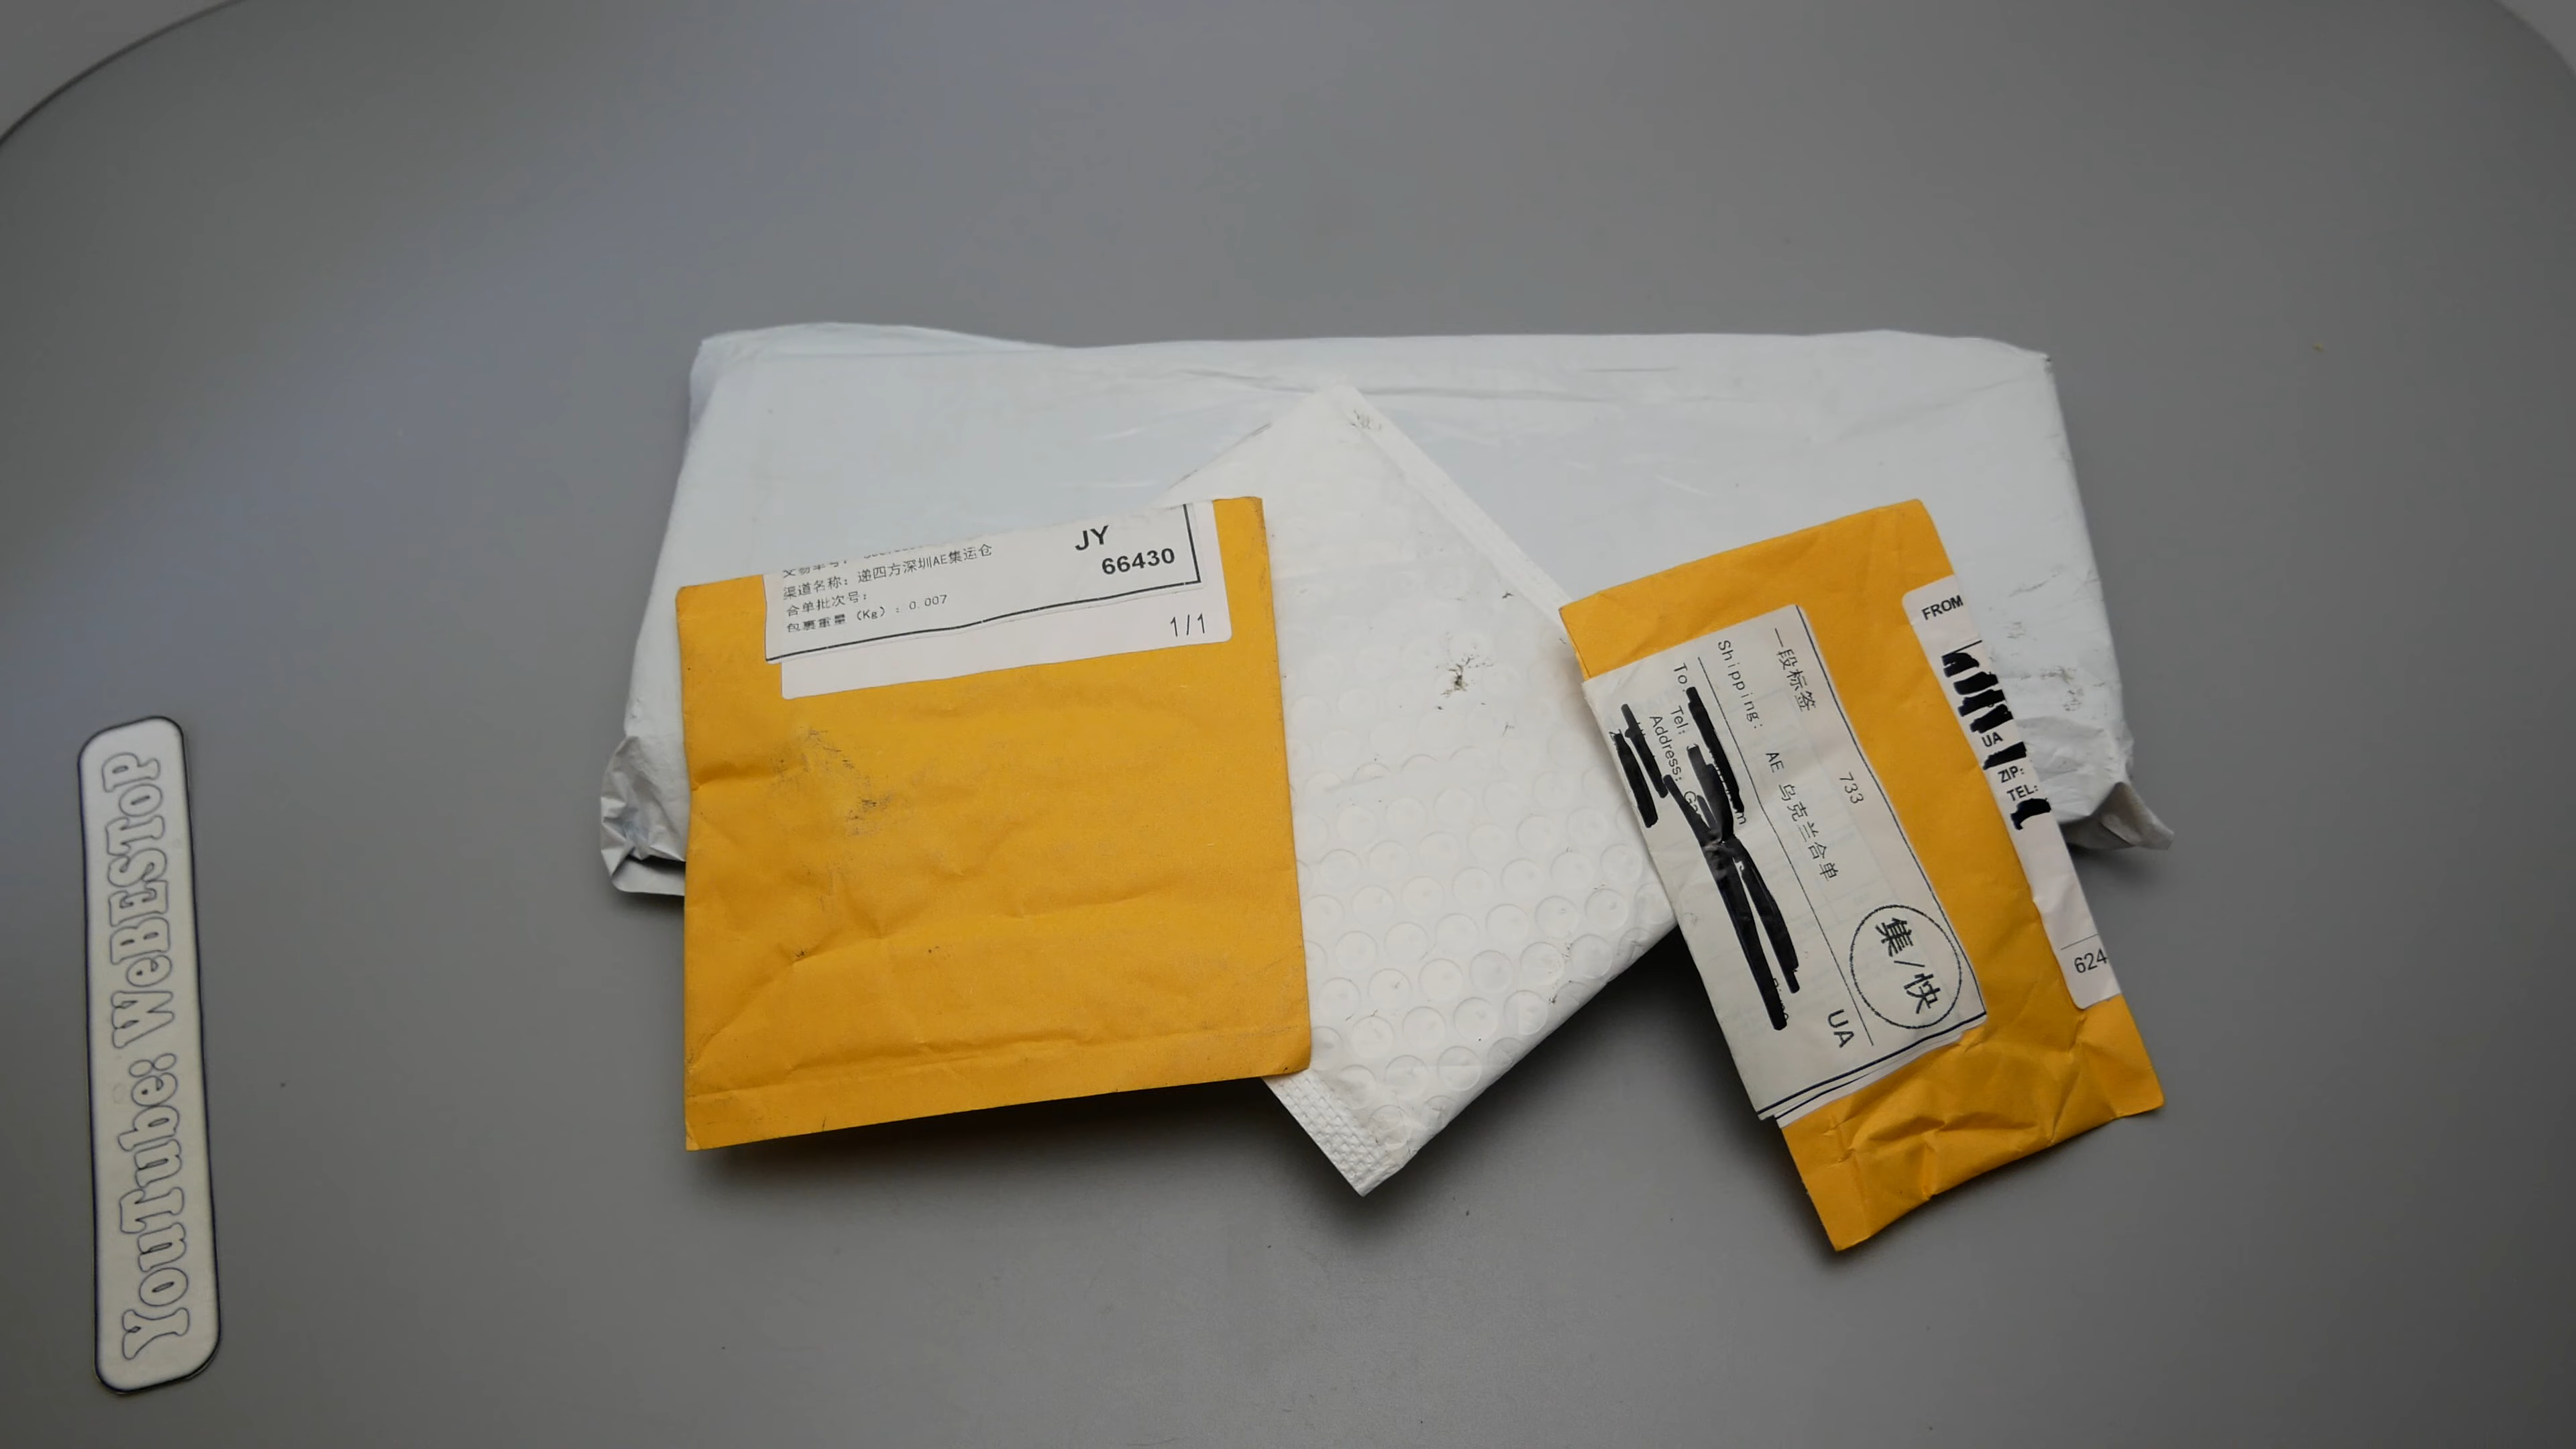 YouTube: WeBESTOP
渠道名称：递四方深圳AE集运仓
合单批次号：
包裹重量（Kg）：0.007
JY
66430
1/1
一段标签 733
Shipping: AE 乌克兰合单
To:
Tel:
Address:
集/快
UA
FROM
UA
ZIP:
TEL:
624